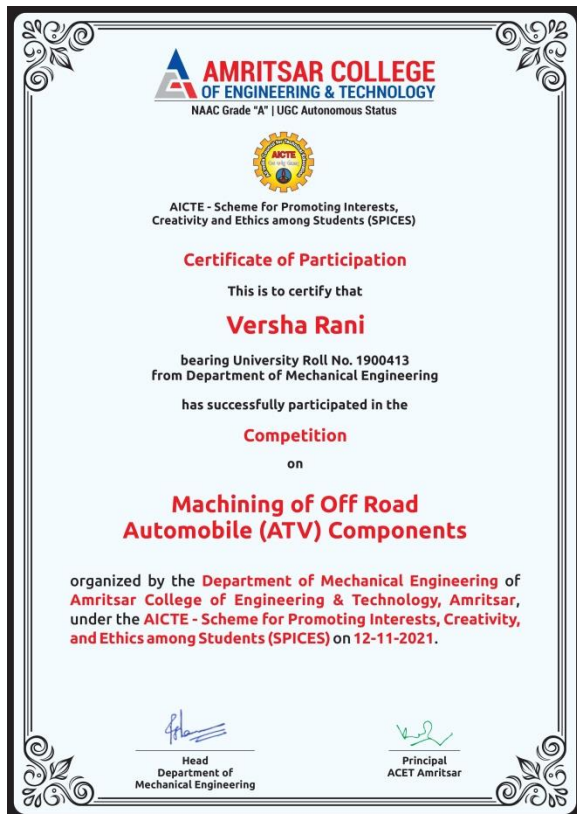 AMRITSAR COLLEGE
OF ENGINEERING & TECHNOLOGY
NAAC Grade "A" | UGC Autonomous Status
AICTE
AICTE - Scheme for Promoting Interests,
Creativity and Ethics among Students (SPICES)
Certificate of Participation
This is to certify that
Versha Rani
bearing University Roll No. 1900413
from Department of Mechanical Engineering
has successfully participated in the
Competition
on
Machining of Off Road
Automobile (ATV) Components
organized by the Department of Mechanical Engineering of
Amritsar College of Engineering & Technology, Amritsar,
under the AICTE - Scheme for Promoting Interests, Creativity,
and Ethics among Students (SPICES) on 12-11-2021.
Head
Department of
Mechanical Engineering
Principal
ACET Amritsar